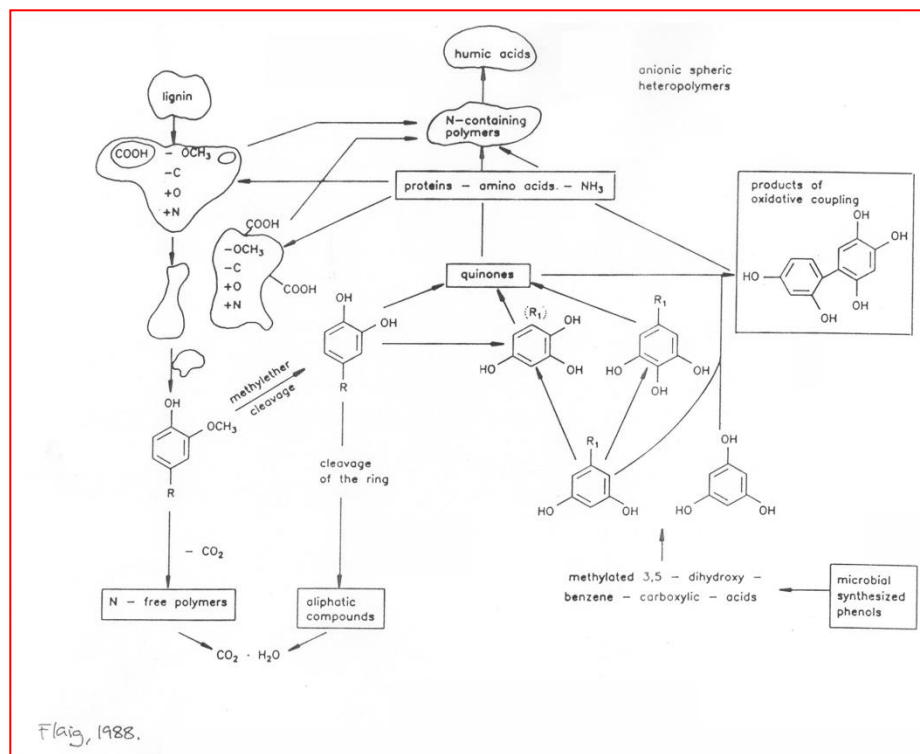 humic acids
anionic spheric
heteropolymers
lignin
N-containing
polymers
COOH
- OCH3
-C
+O
+N
proteins - amino acids. - NH3
products of
oxidative coupling
OH
OH
OH
HO
OH
OH
COOH
-OCH3
-C
+O
+N
COOH
quinones
OH
OH
R
(R1)
OH
HO
OH
R1
HO
OH
OH
methylether
cleavage
OH
OCH3
R
cleavage
of the ring
R1
HO
OH
OH
HO
OH
- CO2
N - free polymers
aliphatic
compounds
methylated 3,5 - dihydroxy -
benzene - carboxylic - acids
microbial
synthesized
phenols
CO2 · H2O
Flaig, 1988.